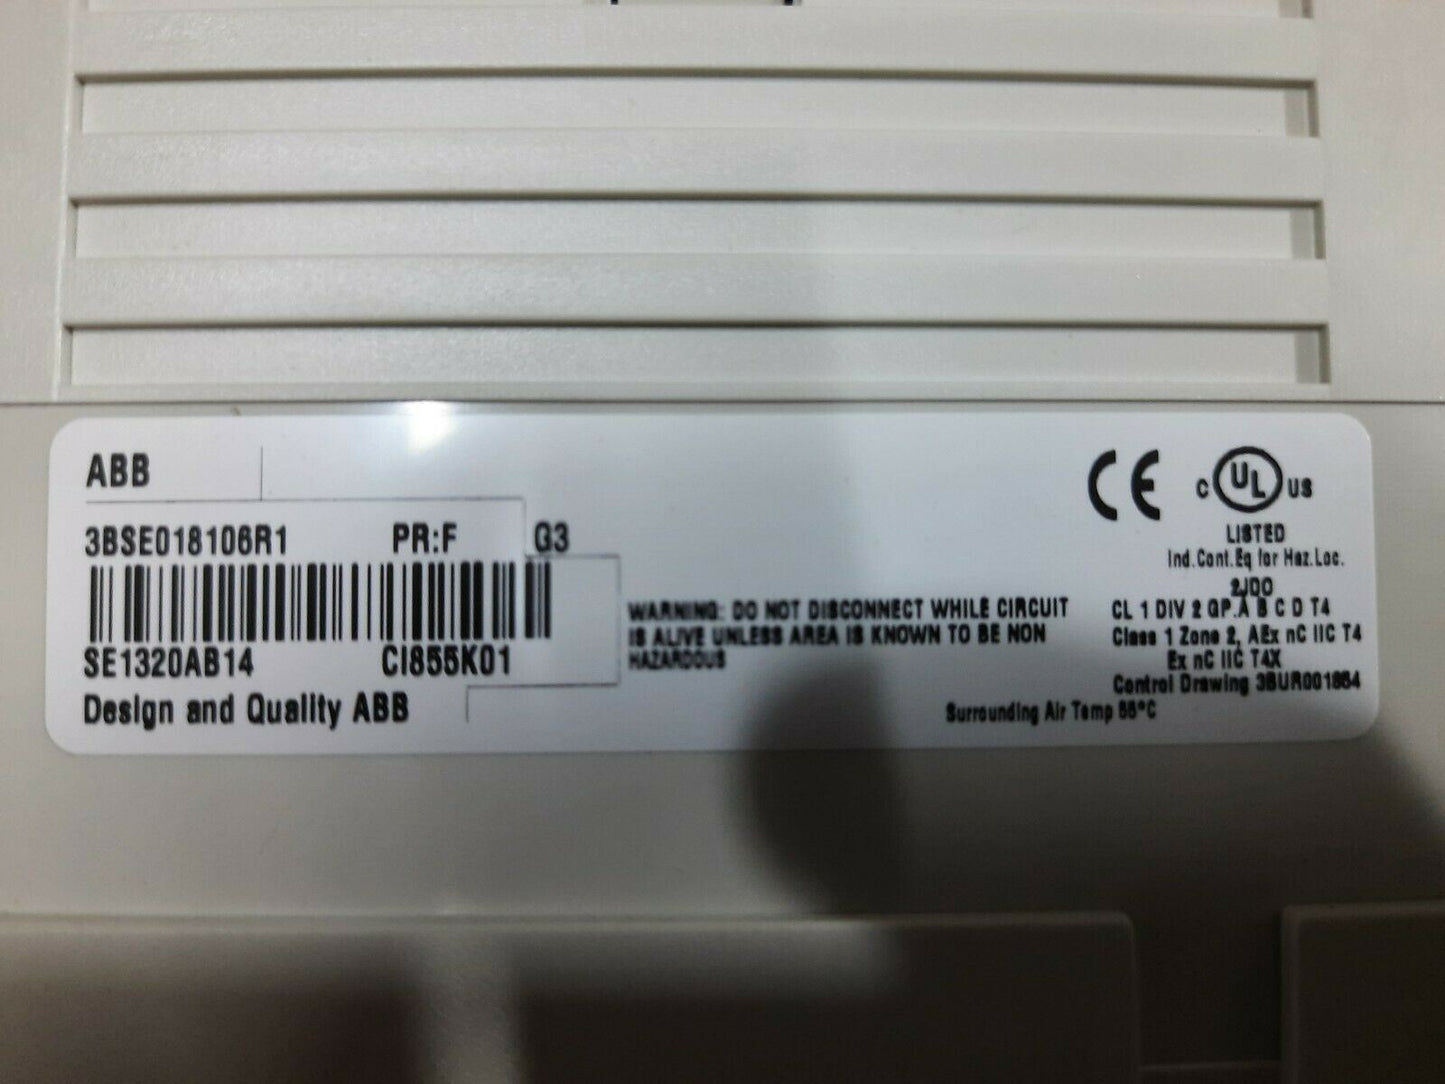 ABB
3BSE018106R1 PR:F G3
SE1320AB14 CI855K01
Design and Quality ABB
WARNING: DO NOT DISCONNECT WHILE CIRCUIT
IS ALIVE UNLESS AREA IS KNOWN TO BE NON
HAZARDOUS
CE
C UL US
LISTED
Ind.Cont.Eq for Haz.Loc.
2JD0
CL 1 DIV 2 GP.A B C D T4
Class 1 Zone 2, AEx nC IIC T4
Ex nC IIC T4X
Control Drawing
Surrounding Air Temp